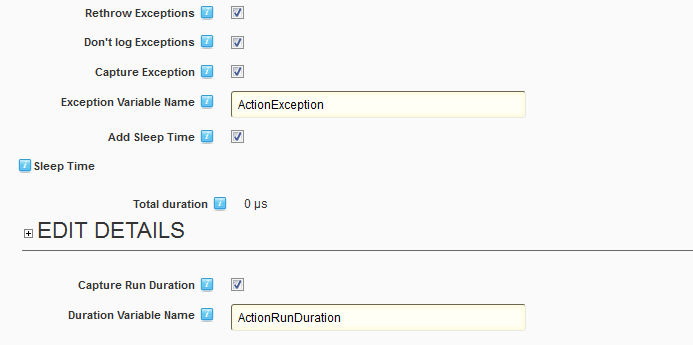 Rethrow Exceptions
Don't log Exceptions
Capture Exception
Exception Variable Name ActionException
Add Sleep Time
Sleep Time
Total duration 0 µs
EDIT DETAILS
Capture Run Duration
Duration Variable Name ActionRunDuration